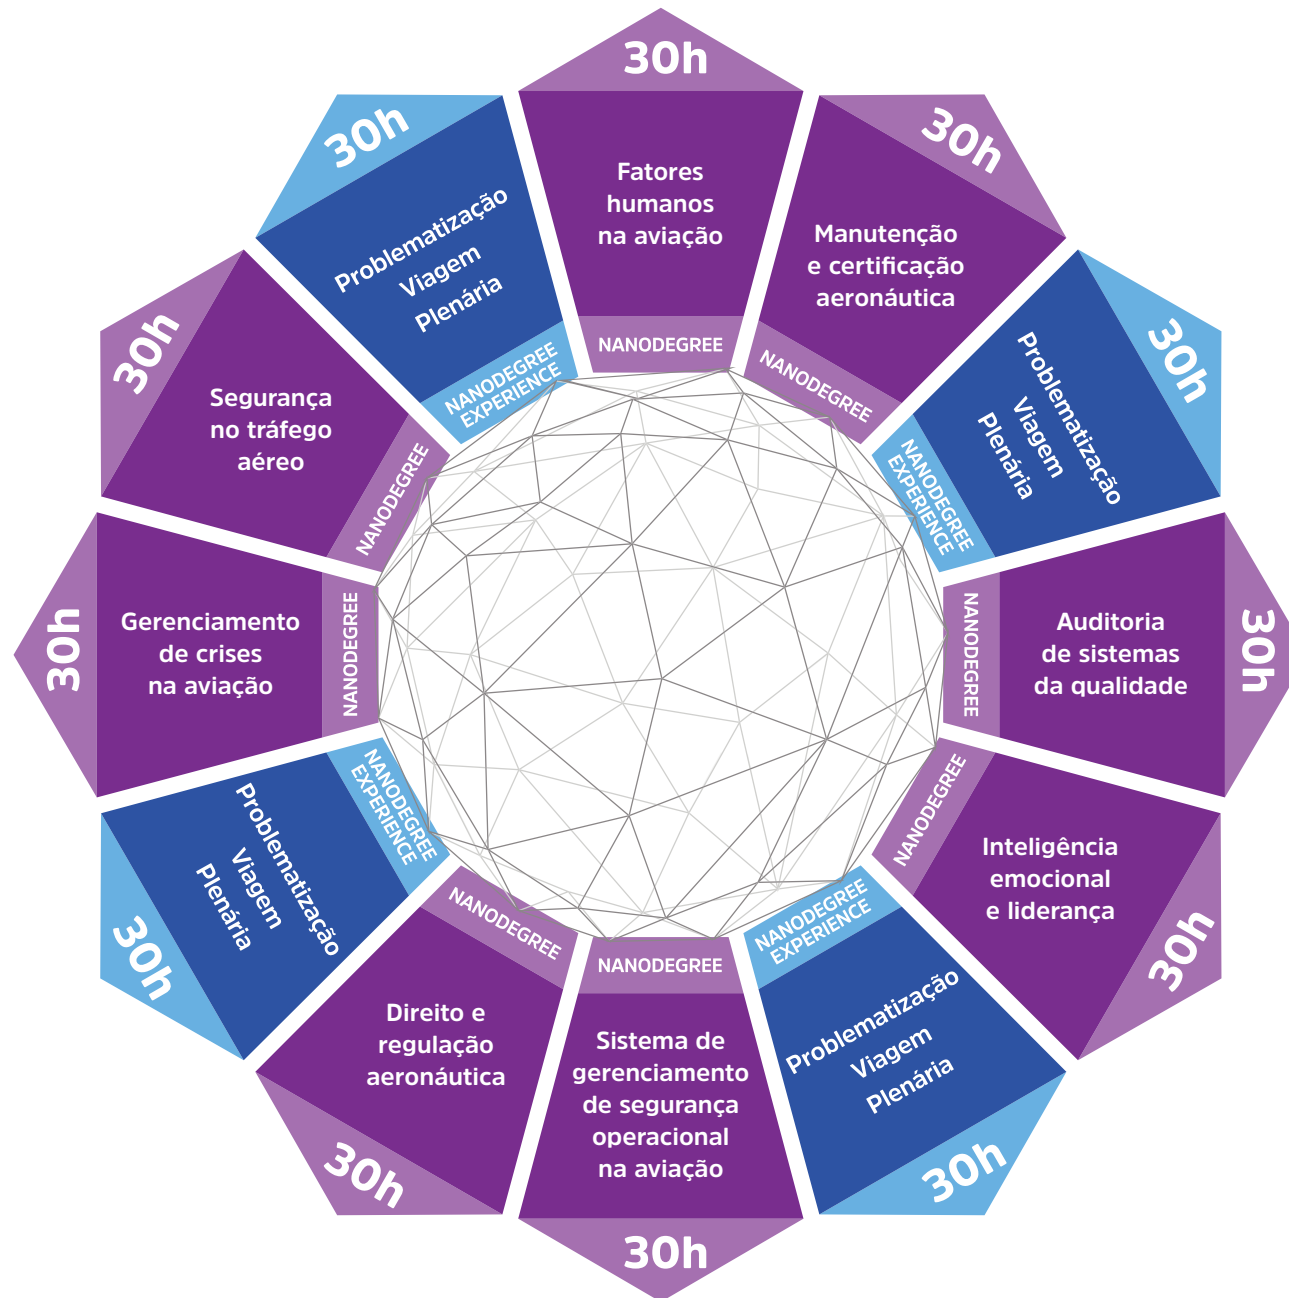 30h
Fatores
humanos
na aviação
NANODEGREE
30h
Manutenção
e certificação
aeronáutica
NANODEGREE
30h
Problematização
Viagem
Plenária
NANODEGREE
EXPERIENCE
30h
Auditoria
de sistemas
da qualidade
NANODEGREE
30h
Inteligência
emocional
e liderança
NANODEGREE
30h
Problematização
Viagem
Plenária
NANODEGREE
EXPERIENCE
30h
Sistema de
gerenciamento
de segurança
operacional
na aviação
NANODEGREE
30h
Direito e
regulação
aeronáutica
NANODEGREE
30h
Problematização
Viagem
Plenária
NANODEGREE
EXPERIENCE
30h
Gerenciamento
de crises
na aviação
NANODEGREE
30h
Segurança
no tráfego
aéreo
NANODEGREE
30h
Problematização
Viagem
Plenária
NANODEGREE
EXPERIENCE